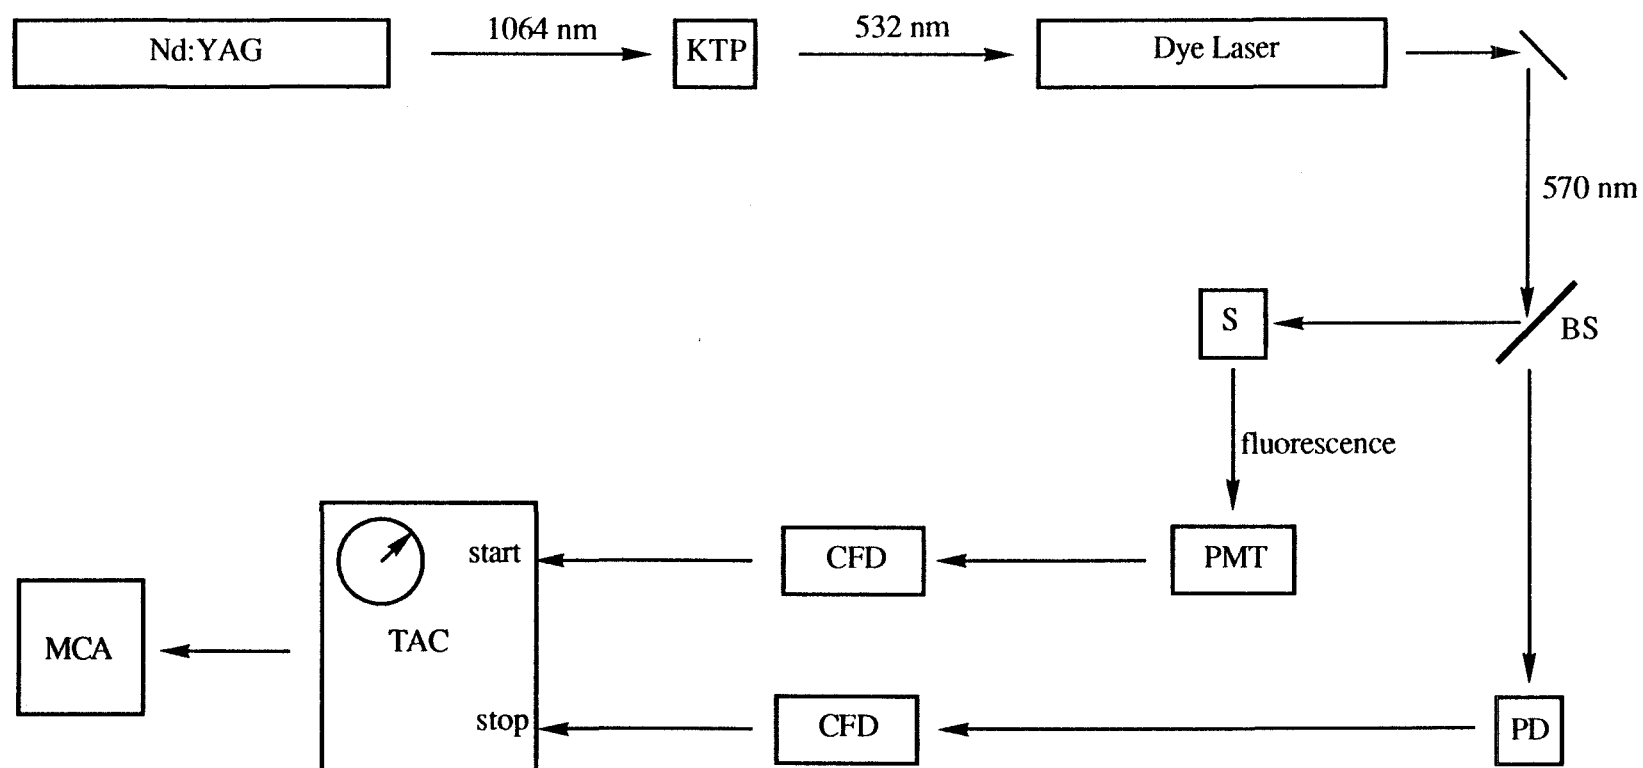 Nd:YAG
1064 nm
KTP
532 nm
Dye Laser
570 nm
S
BS
fluorescence
start
CFD
PMT
TAC
MCA
stop
CFD
PD